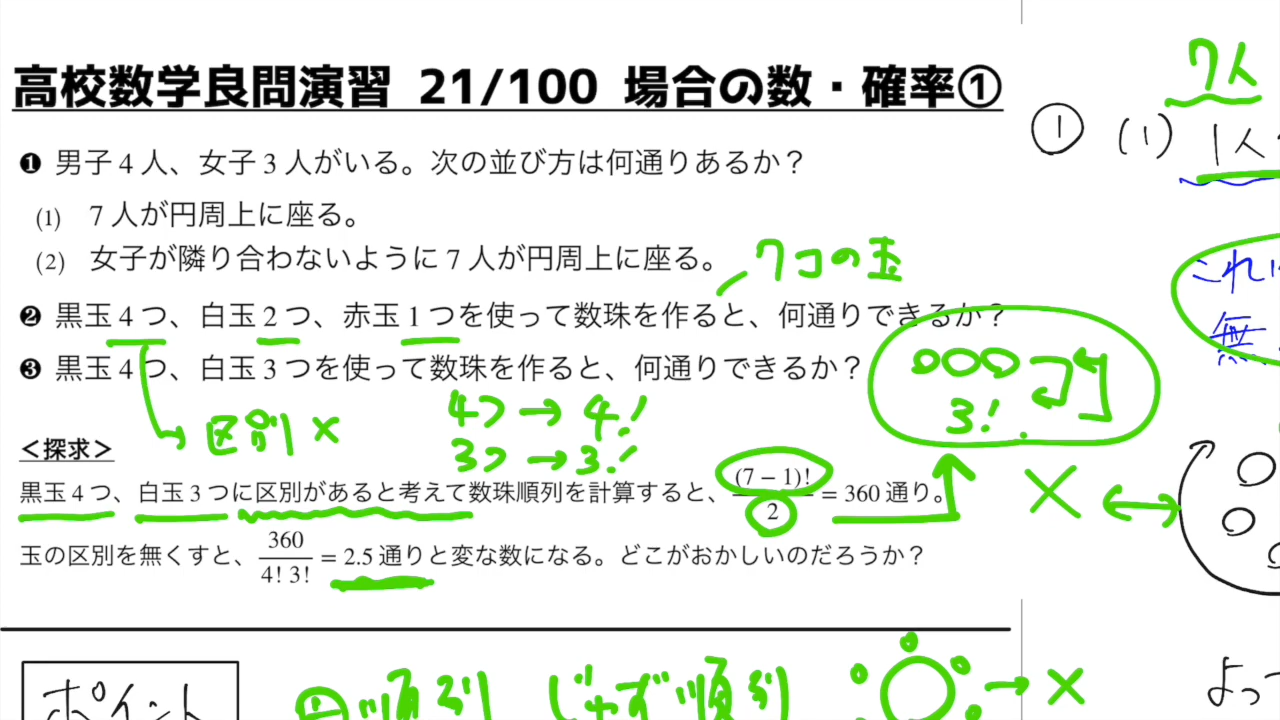 高校数学良問演習 21/100 場合の数・確率①
❶ 男子 4 人、女子 3 人がいる。次の並び方は何通りあるか？
(1) 7 人が円周上に座る。
(2) 女子が隣り合わないように 7 人が円周上に座る。
7コの玉
❷ 黒玉 4 つ、白玉 2 つ、赤玉 1 つを使って数珠を作ると、何通りできるか？
❸ 黒玉 4 つ、白玉 3 つを使って数珠を作ると、何通りできるか？
区別 ×
4つ → 4!
3つ → 3!
○○○
3!
＜探求＞
黒玉 4 つ、白玉 3 つに区別があると考えて数珠順列を計算すると、(7 − 1)!/2 = 360 通り。
玉の区別を無くすと、360/4! 3! = 2.5 通りと変な数になる。どこがおかしいのだろうか？
ポイント
円順列 じゅず順列
→ ×
7人
① (1) 1人
これ
無
× ↔
よっ